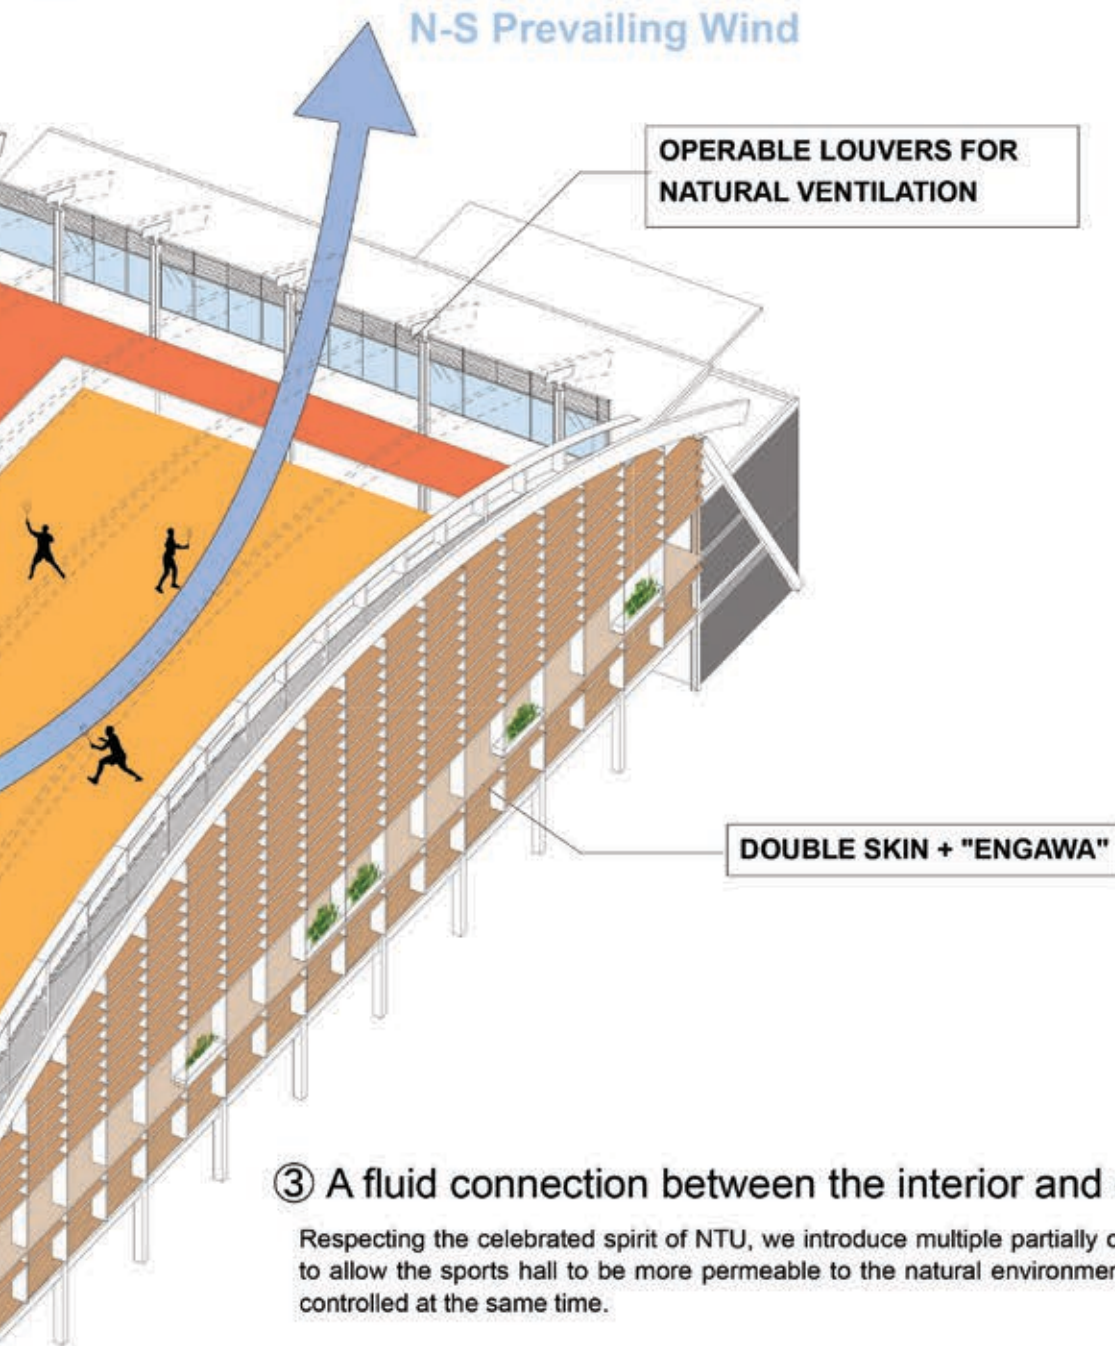 N-S Prevailing Wind
OPERABLE LOUVERS FOR
NATURAL VENTILATION
DOUBLE SKIN + "ENGAWA"
③ A fluid connection between the interior and
Respecting the celebrated spirit of NTU, we introduce multiple partially
to allow the sports hall to be more permeable to the natural environmen
controlled at the same time.